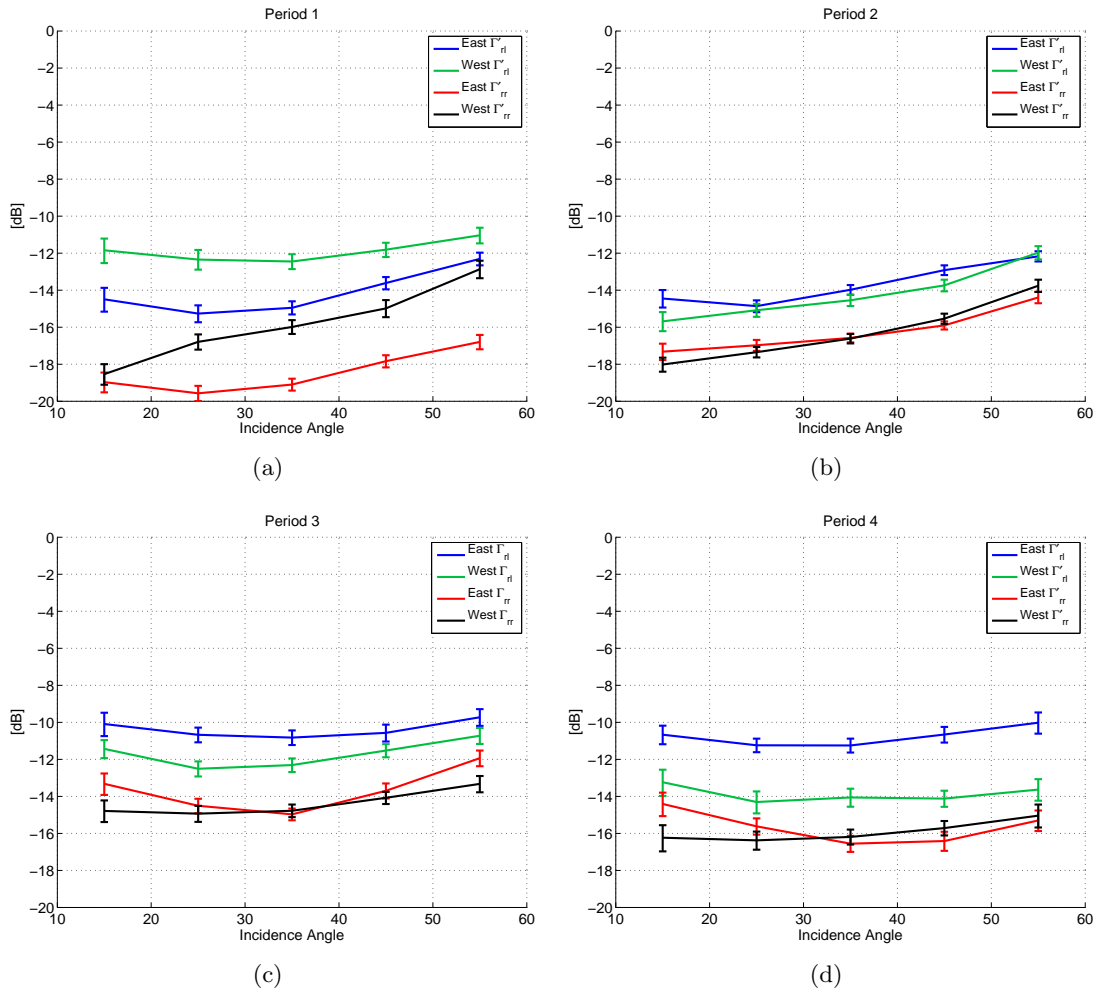 Period 1
0
−2
−4
−6
−8
−10
−12
−14
−16
−18
−20
[dB]
10 20 30 40 50 60
Incidence Angle
East Γ′rl
West Γ′rl
East Γ′rr
West Γ′rr
(a)
Period 2
0
−2
−4
−6
−8
−10
−12
−14
−16
−18
−20
[dB]
10 20 30 40 50 60
Incidence Angle
East Γ′rl
West Γ′rl
East Γ′rr
West Γ′rr
(b)
Period 3
0
−2
−4
−6
−8
−10
−12
−14
−16
−18
−20
[dB]
10 20 30 40 50 60
Incidence Angle
East Γrl
West Γrl
East Γrr
West Γrr
(c)
Period 4
0
−2
−4
−6
−8
−10
−12
−14
−16
−18
−20
[dB]
10 20 30 40 50 60
Incidence Angle
East Γ′rl
West Γ′rl
East Γ′rr
West Γ′rr
(d)